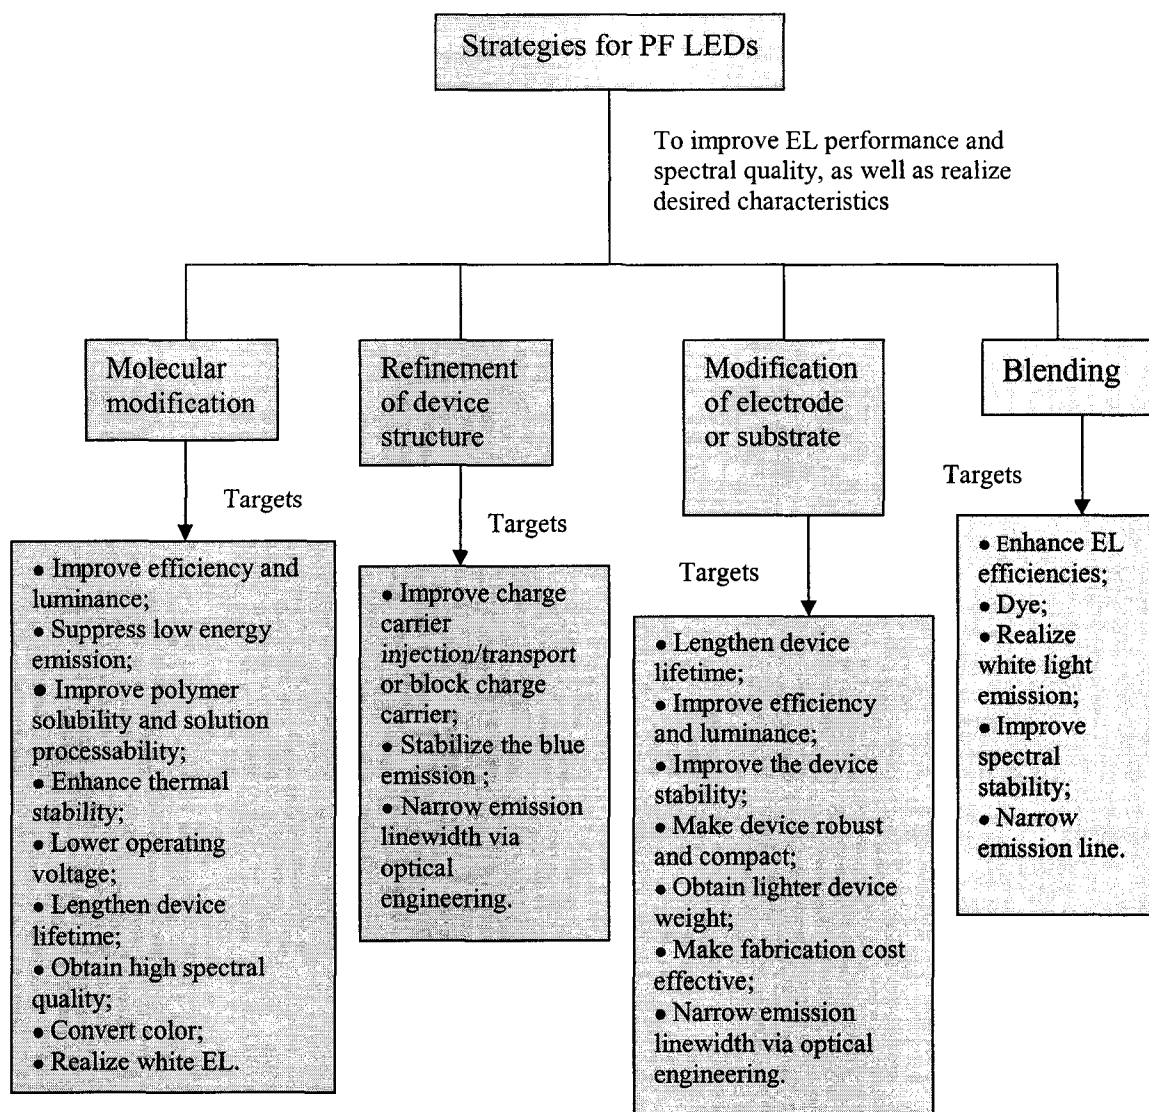 Strategies for PF LEDs
To improve EL performance and
spectral quality, as well as realize
desired characteristics
Molecular
modification
Refinement
of device
structure
Modification
of electrode
or substrate
Blending
Targets
Targets
Targets
Targets
• Improve efficiency and
luminance;
• Suppress low energy
emission;
• Improve polymer
solubility and solution
processability;
• Enhance thermal
stability;
• Lower operating
voltage;
• Lengthen device
lifetime;
• Obtain high spectral
quality;
• Convert color;
• Realize white EL.
• Improve charge
carrier
injection/transport
or block charge
carrier;
• Stabilize the blue
emission ;
• Narrow emission
linewidth via
optical
engineering.
• Lengthen device
lifetime;
• Improve efficiency
and luminance;
• Improve the device
stability;
• Make device robust
and compact;
• Obtain lighter device
weight;
• Make fabrication cost
effective;
• Narrow emission
linewidth via optical
engineering.
• Enhance EL
efficiencies;
• Dye;
• Realize
white light
emission;
• Improve
spectral
stability;
• Narrow
emission line.